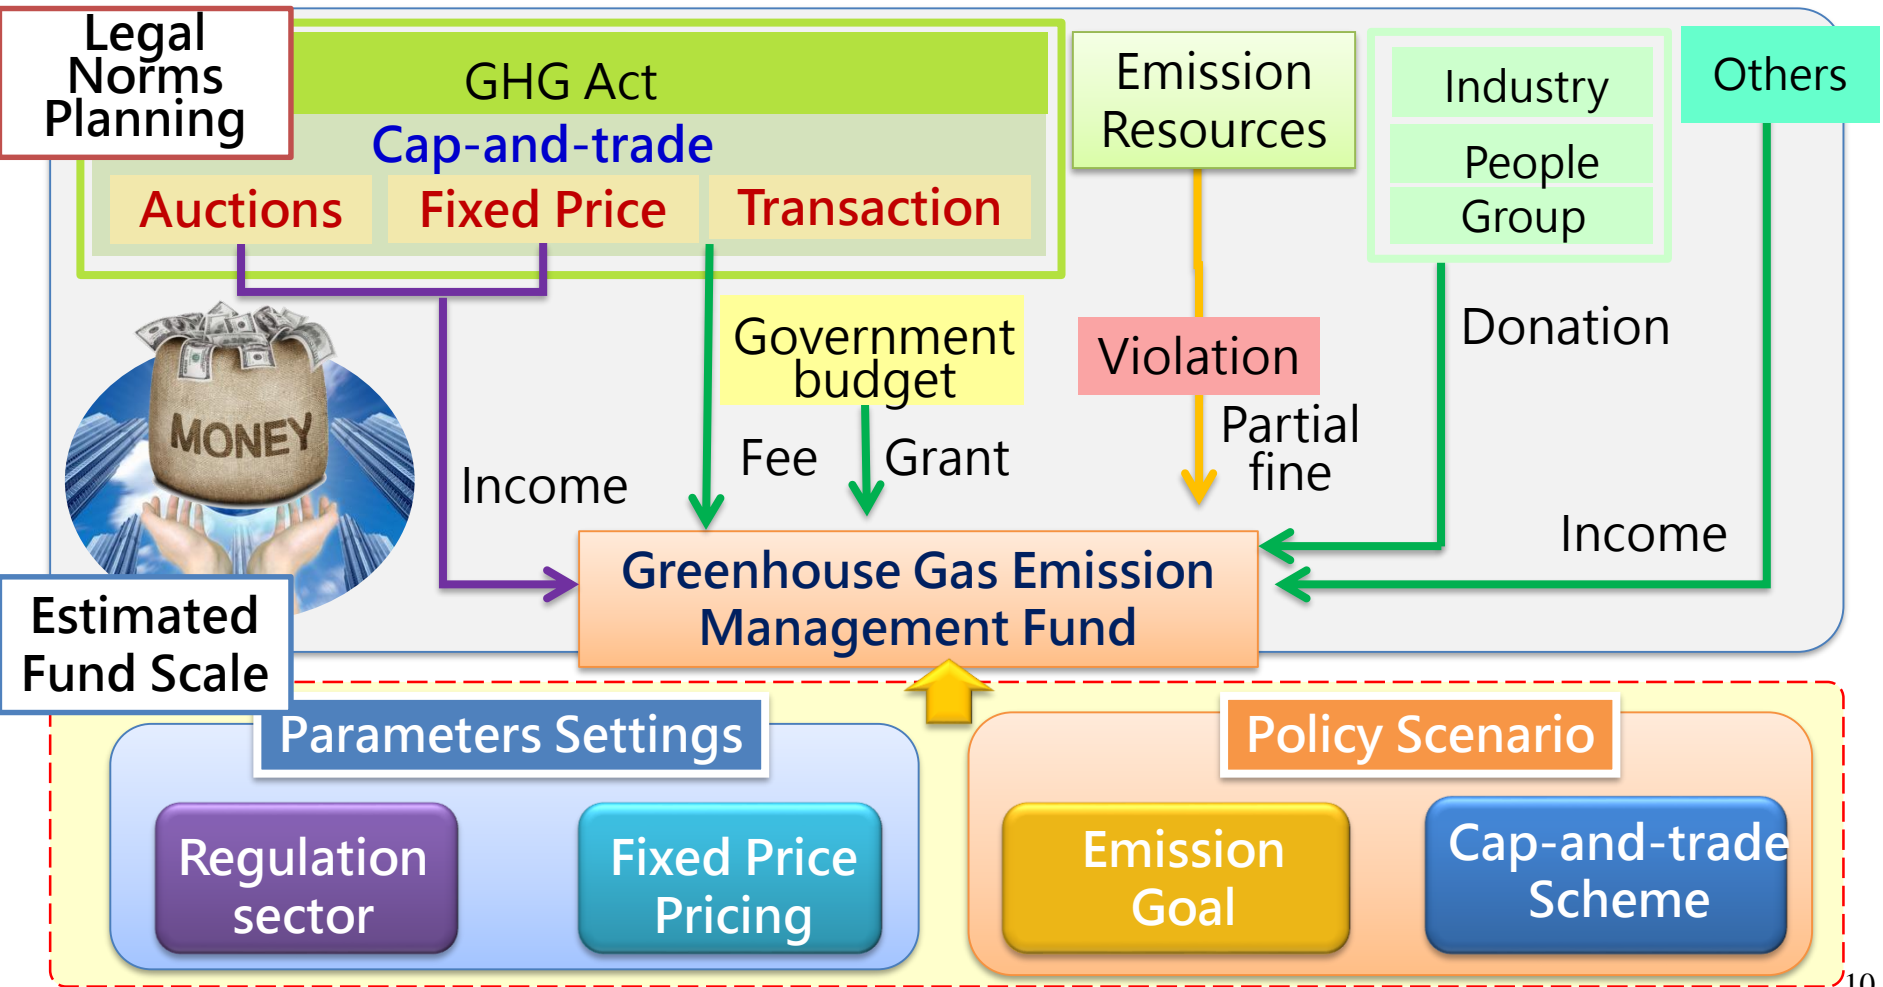 Legal
Norms
Planning
GHG Act
Cap-and-trade
Auctions
Fixed Price
Transaction
Emission
Resources
Industry
People
Group
Others
Government
budget
Violation
Donation
Partial
fine
Fee
Grant
Income
Income
MONEY
Greenhouse Gas Emission
Management Fund
Estimated
Fund Scale
Parameters Settings
Policy Scenario
Regulation
sector
Fixed Price
Pricing
Emission
Goal
Cap-and-trade
Scheme
10